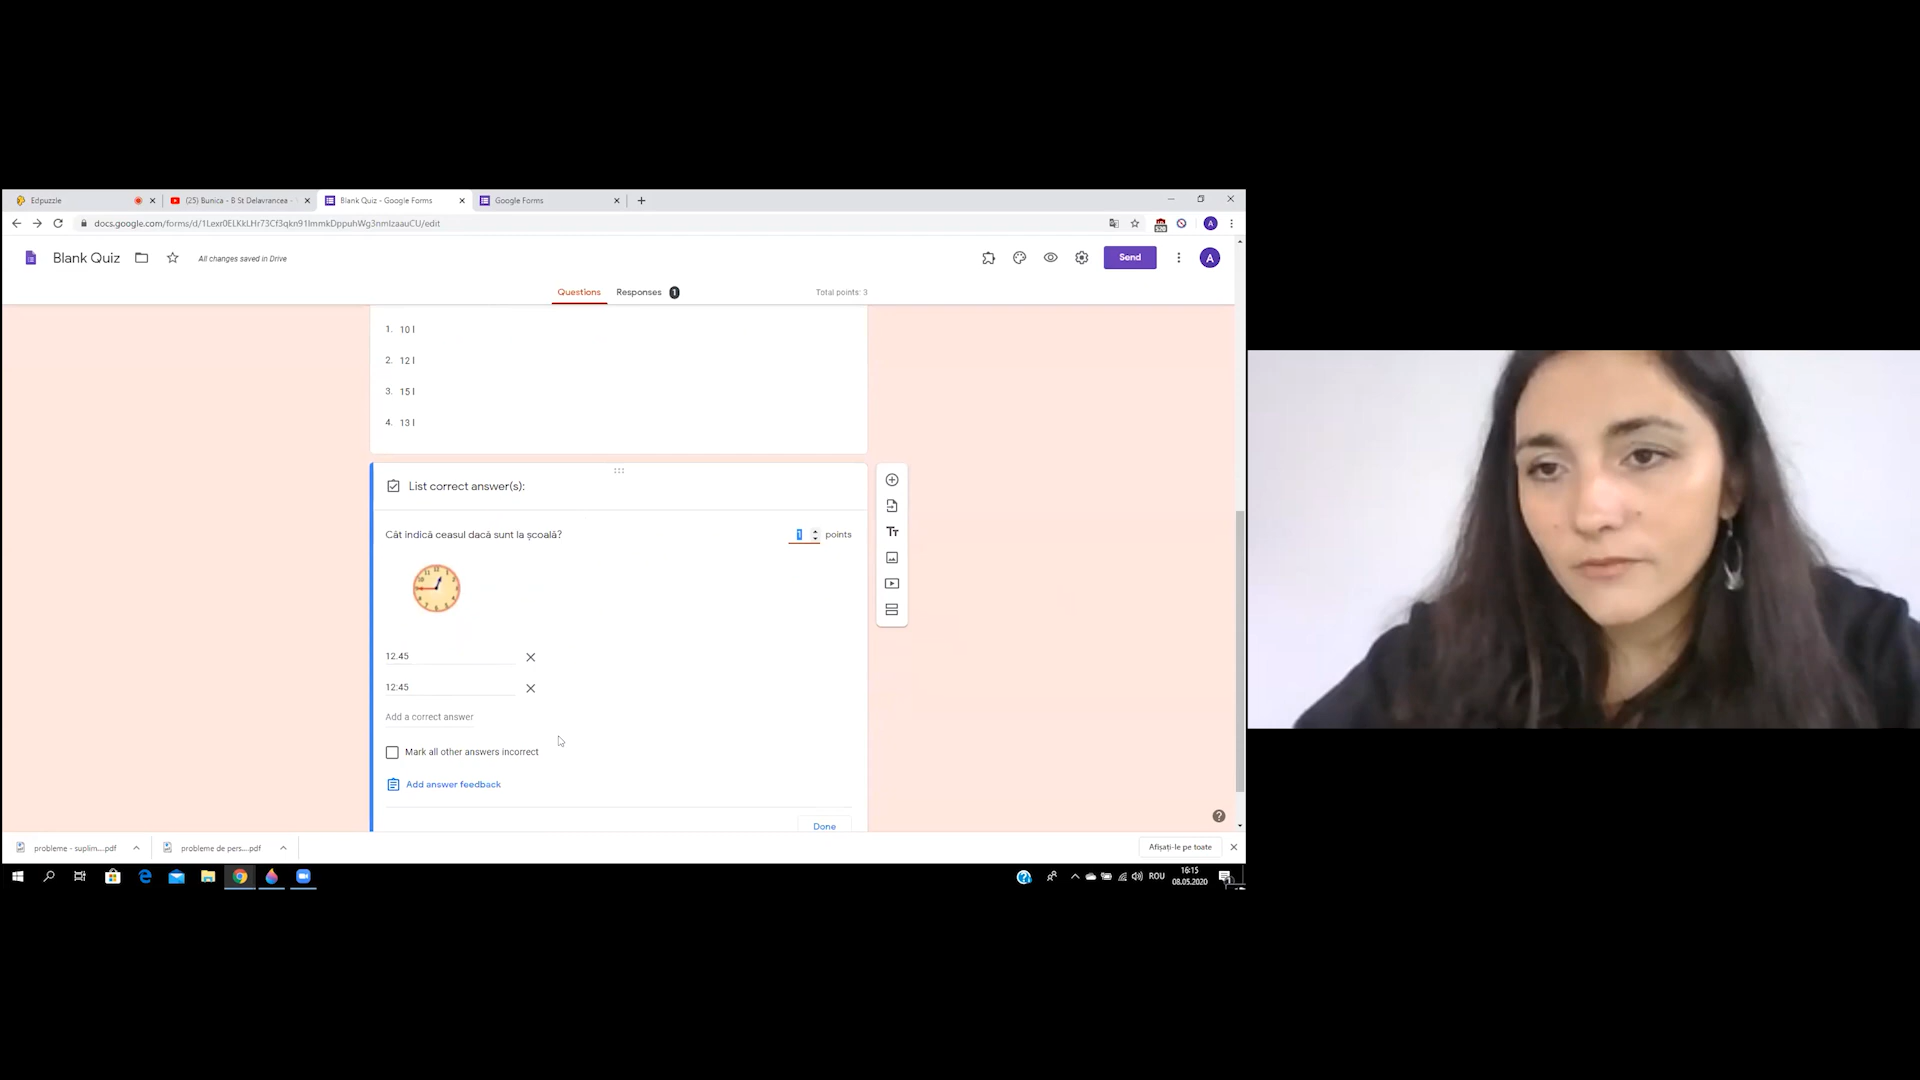 Edpuzzle
(25) Bunica - B St Delavrancea -
Blank Quiz - Google Forms
Google Forms
docs.google.com/forms/d/1Lexr0ELKkLHr73Cf3qkn91ImmkDppuhWg3nmIzaauCU/edit
Blank Quiz
All changes saved in Drive
Send
A
Questions
Responses
1
Total points: 3
1. 10 l
2. 12 l
3. 15 l
4. 13 l
List correct answer(s):
Cât indică ceasul dacă sunt la școală?
1 points
12.45
12:45
Add a correct answer
Mark all other answers incorrect
Add answer feedback
Done
probleme - suplim....pdf
probleme de pers....pdf
Afișați-le pe toate
ROU
16:15
08.05.2020